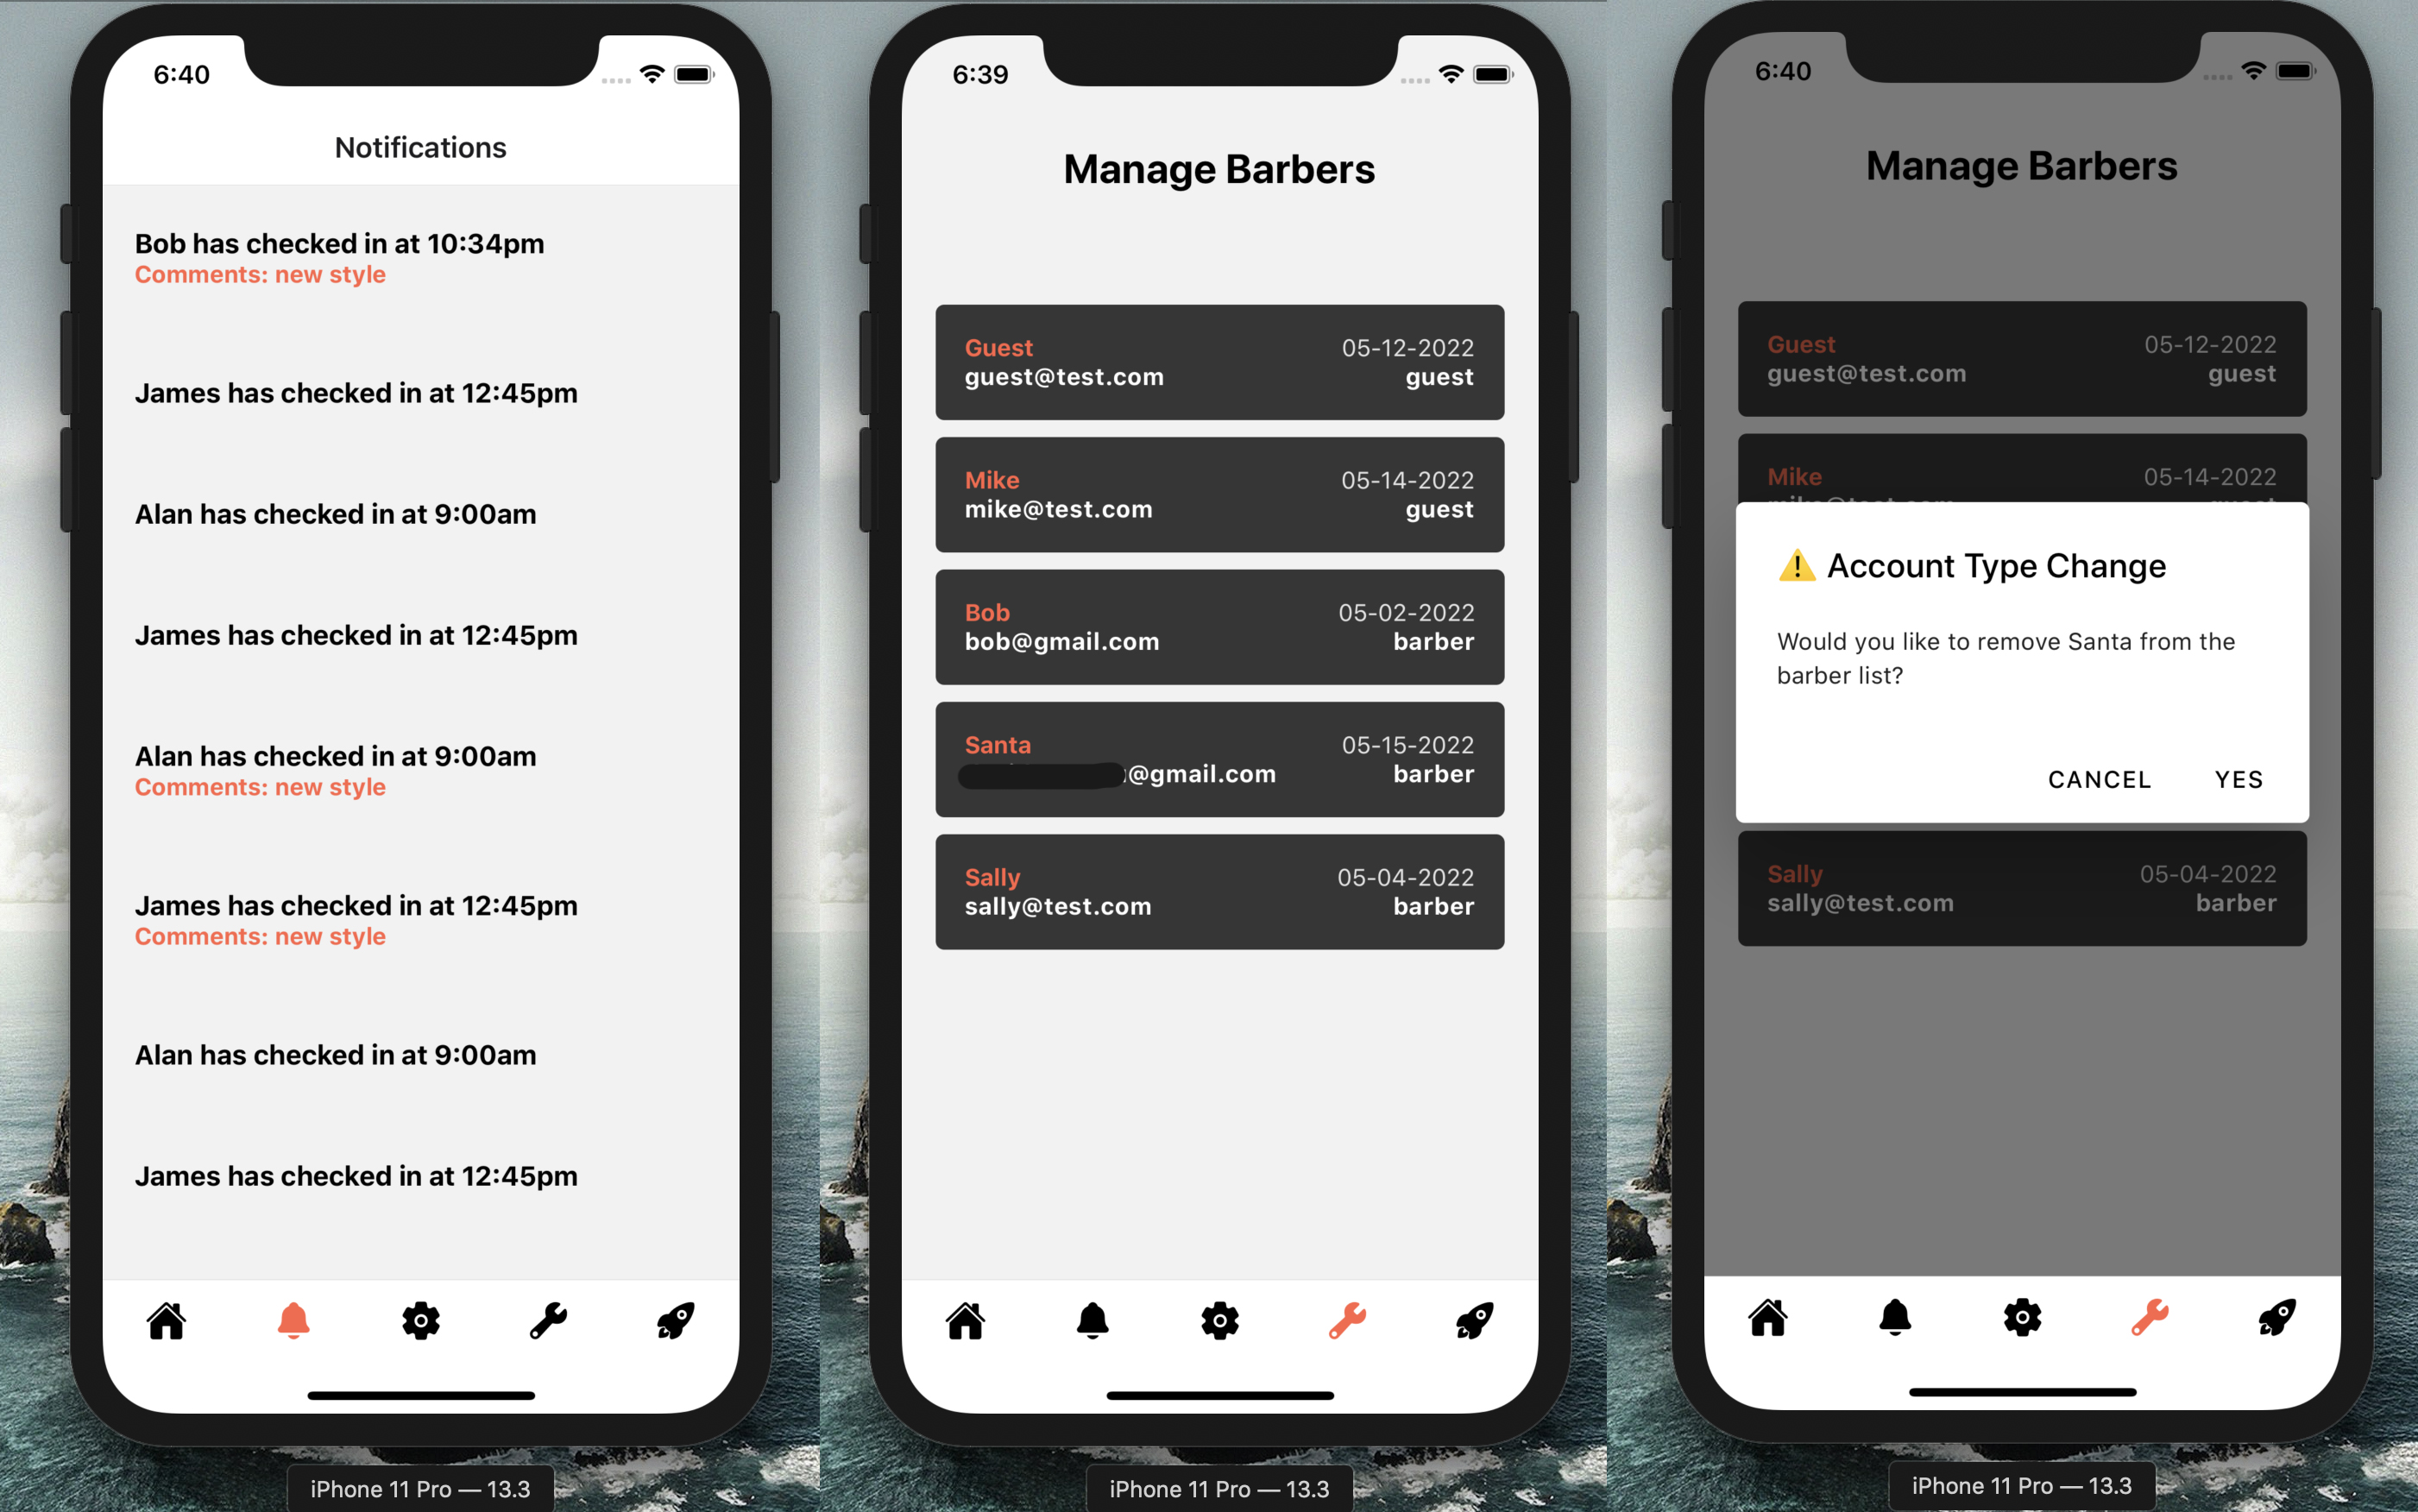 6:40
Notifications
Bob has checked in at 10:34pm
Comments: new style
James has checked in at 12:45pm
Alan has checked in at 9:00am
James has checked in at 12:45pm
Alan has checked in at 9:00am
Comments: new style
James has checked in at 12:45pm
Comments: new style
Alan has checked in at 9:00am
James has checked in at 12:45pm
iPhone 11 Pro — 13.3
6:39
Manage Barbers
Guest 05-12-2022
guest@test.com guest
Mike 05-14-2022
mike@test.com guest
Bob 05-02-2022
bob@gmail.com barber
Santa 05-15-2022
@gmail.com barber
Sally 05-04-2022
sally@test.com barber
iPhone 11 Pro — 13.3
6:40
Manage Barbers
Guest 05-12-2022
guest@test.com guest
Mike 05-14-2022
⚠️ Account Type Change
Would you like to remove Santa from the
barber list?
CANCEL YES
Sally 05-04-2022
sally@test.com barber
iPhone 11 Pro — 13.3